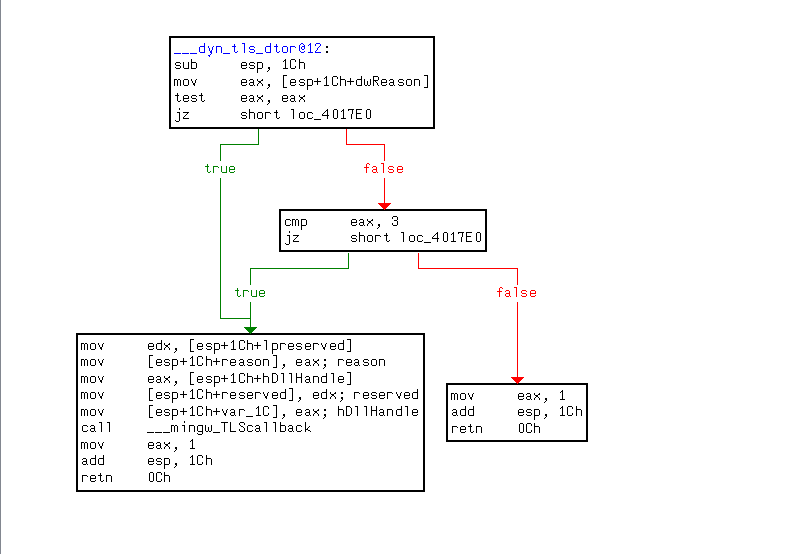 ___dyn_tls_dtor@12:
sub esp, 1Ch
mov eax, [esp+1Ch+dwReason]
test eax, eax
jz short loc_4017E0
true
false
cmp eax, 3
jz short loc_4017E0
true
false
mov edx, [esp+1Ch+lpreserved]
mov [esp+1Ch+reason], eax; reason
mov eax, [esp+1Ch+hDllHandle]
mov [esp+1Ch+reserved], edx; reserved
mov [esp+1Ch+var_1C], eax; hDllHandle
call ___mingw_TLScallback
mov eax, 1
add esp, 1Ch
retn 0Ch
mov eax, 1
add esp, 1Ch
retn 0Ch